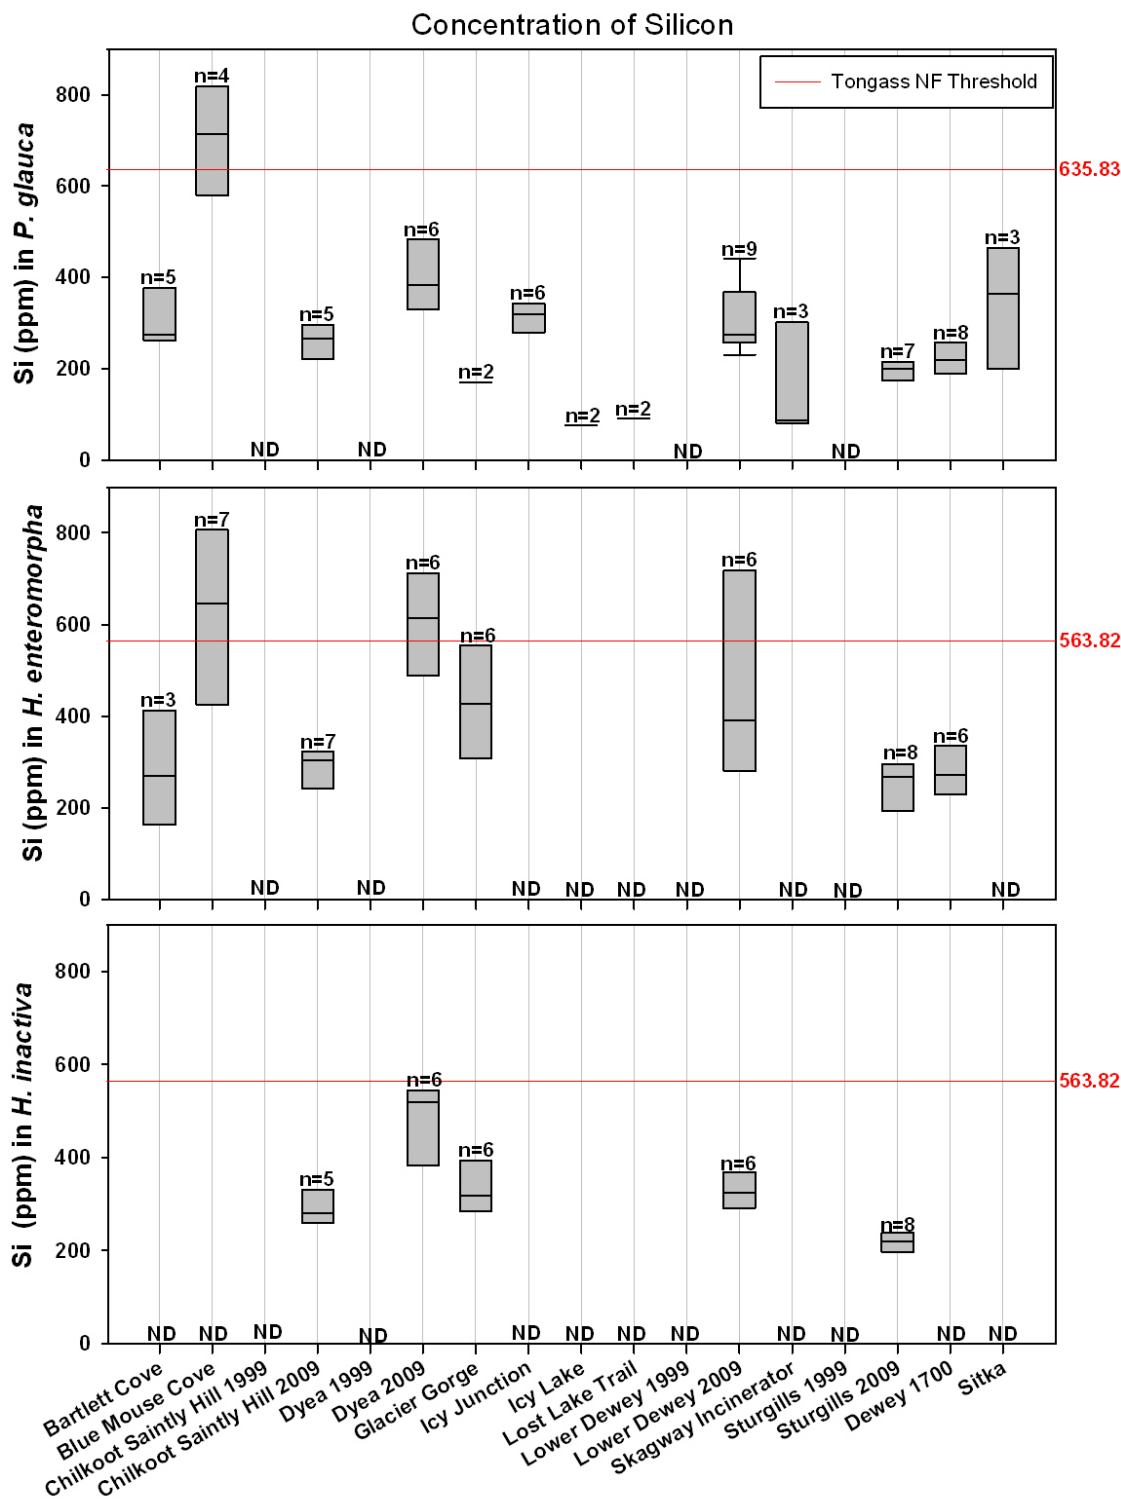 Concentration of Silicon
Tongass NF Threshold
Si (ppm) in P. glauca
800
600
400
200
0
n=5
n=4
ND
n=5
ND
n=6
n=2
n=6
n=2
n=2
ND
n=9
n=3
ND
n=7
n=8
n=3
635.83
Si (ppm) in H. enteromorpha
800
600
400
200
0
n=3
n=7
ND
n=7
ND
n=6
n=6
ND
ND
ND
ND
n=6
ND
ND
n=8
n=6
ND
563.82
Si (ppm) in H. inactiva
800
600
400
200
0
ND
ND
ND
n=5
ND
n=6
n=6
ND
ND
ND
ND
n=6
ND
ND
n=8
ND
ND
563.82
Bartlett Cove
Blue Mouse Cove
Chilkoot Saintly Hill 1999
Chilkoot Saintly Hill 2009
Dyea 1999
Dyea 2009
Glacier Gorge
Icy Junction
Icy Lake
Lost Lake Trail
Lower Dewey 1999
Lower Dewey 2009
Skagway Incinerator
Sturgills 1999
Sturgills 2009
Dewey 1700
Sitka